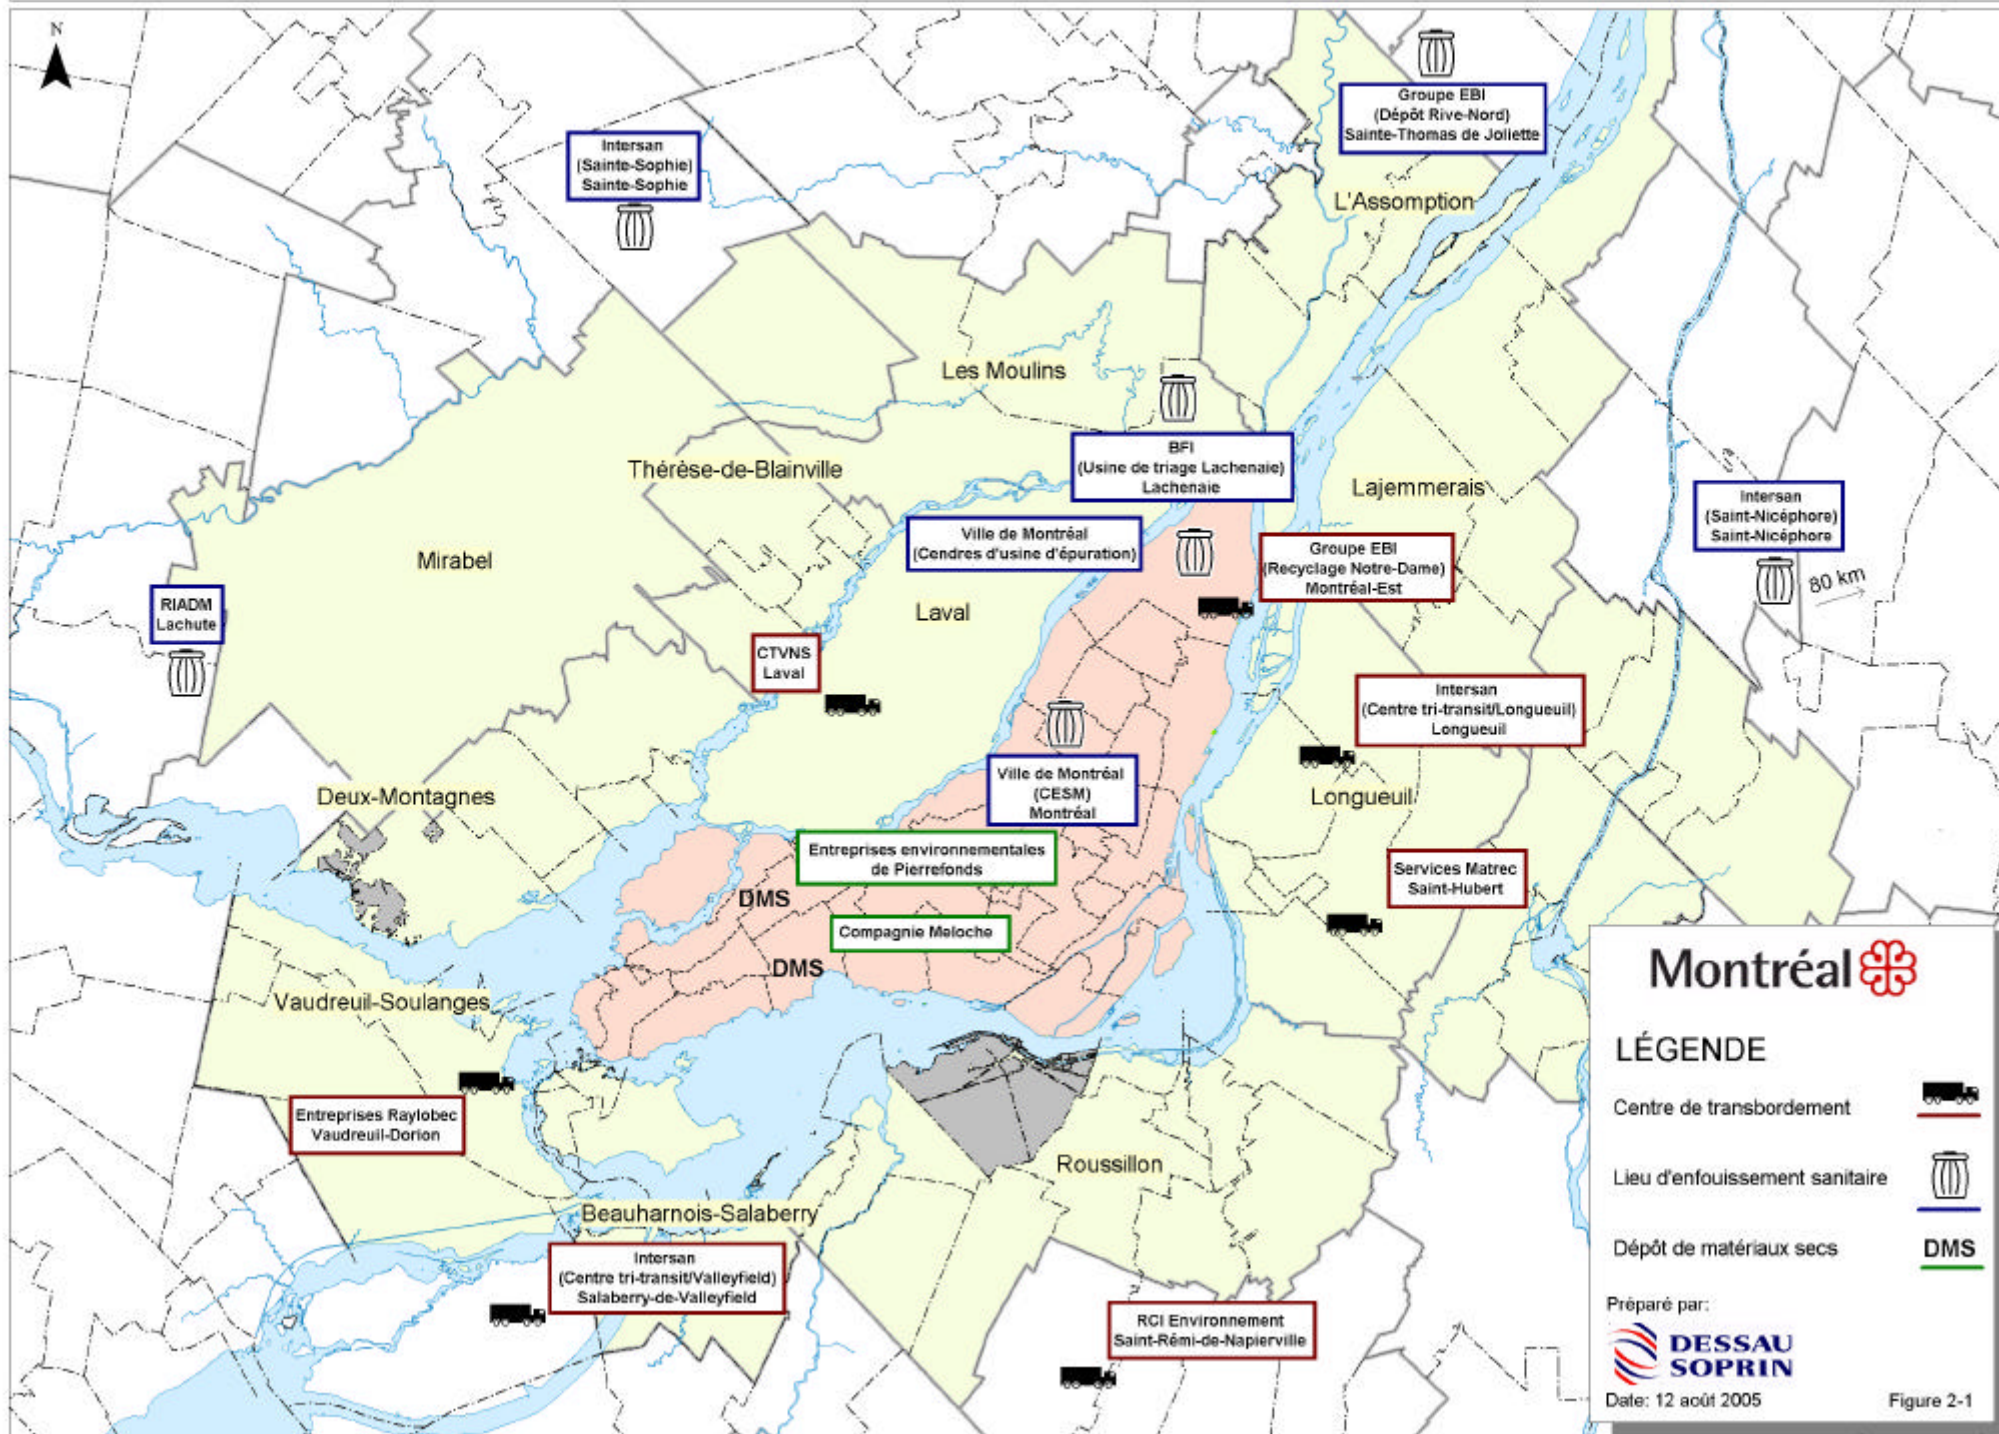 N
Groupe EBI
(Dépôt Rive-Nord)
Sainte-Thomas de Joliette
Intersan
(Sainte-Sophie)
Sainte-Sophie
L'Assomption
Les Moulins
BFI
(Usine de triage Lachenaie)
Lachenaie
Thérèse-de-Blainville
Lajemmerais
Intersan
(Saint-Nicéphore)
Saint-Nicéphore
80 km
Ville de Montréal
(Cendres d'usine d'épuration)
Groupe EBI
(Recyclage Notre-Dame)
Montréal-Est
Mirabel
RIADM
Lachute
Laval
CTVNS
Laval
Intersan
(Centre tri-transit/Longueuil)
Longueuil
Ville de Montréal
(CESM)
Montréal
Deux-Montagnes
Longueuil
Entreprises environnementales
de Pierrefonds
DMS
Services Matrec
Saint-Hubert
Compagnie Meloche
DMS
Vaudreuil-Soulanges
Entreprises Raylobec
Vaudreuil-Dorion
Roussillon
Beauharnois-Salaberry
Intersan
(Centre tri-transit/Valleyfield)
Salaberry-de-Valleyfield
RCI Environnement
Saint-Rémi-de-Napierville
Montréal
LÉGENDE
Centre de transbordement
Lieu d'enfouissement sanitaire
Dépôt de matériaux secs DMS
Préparé par:
DESSAU
SOPRIN
Date: 12 août 2005 Figure 2-1